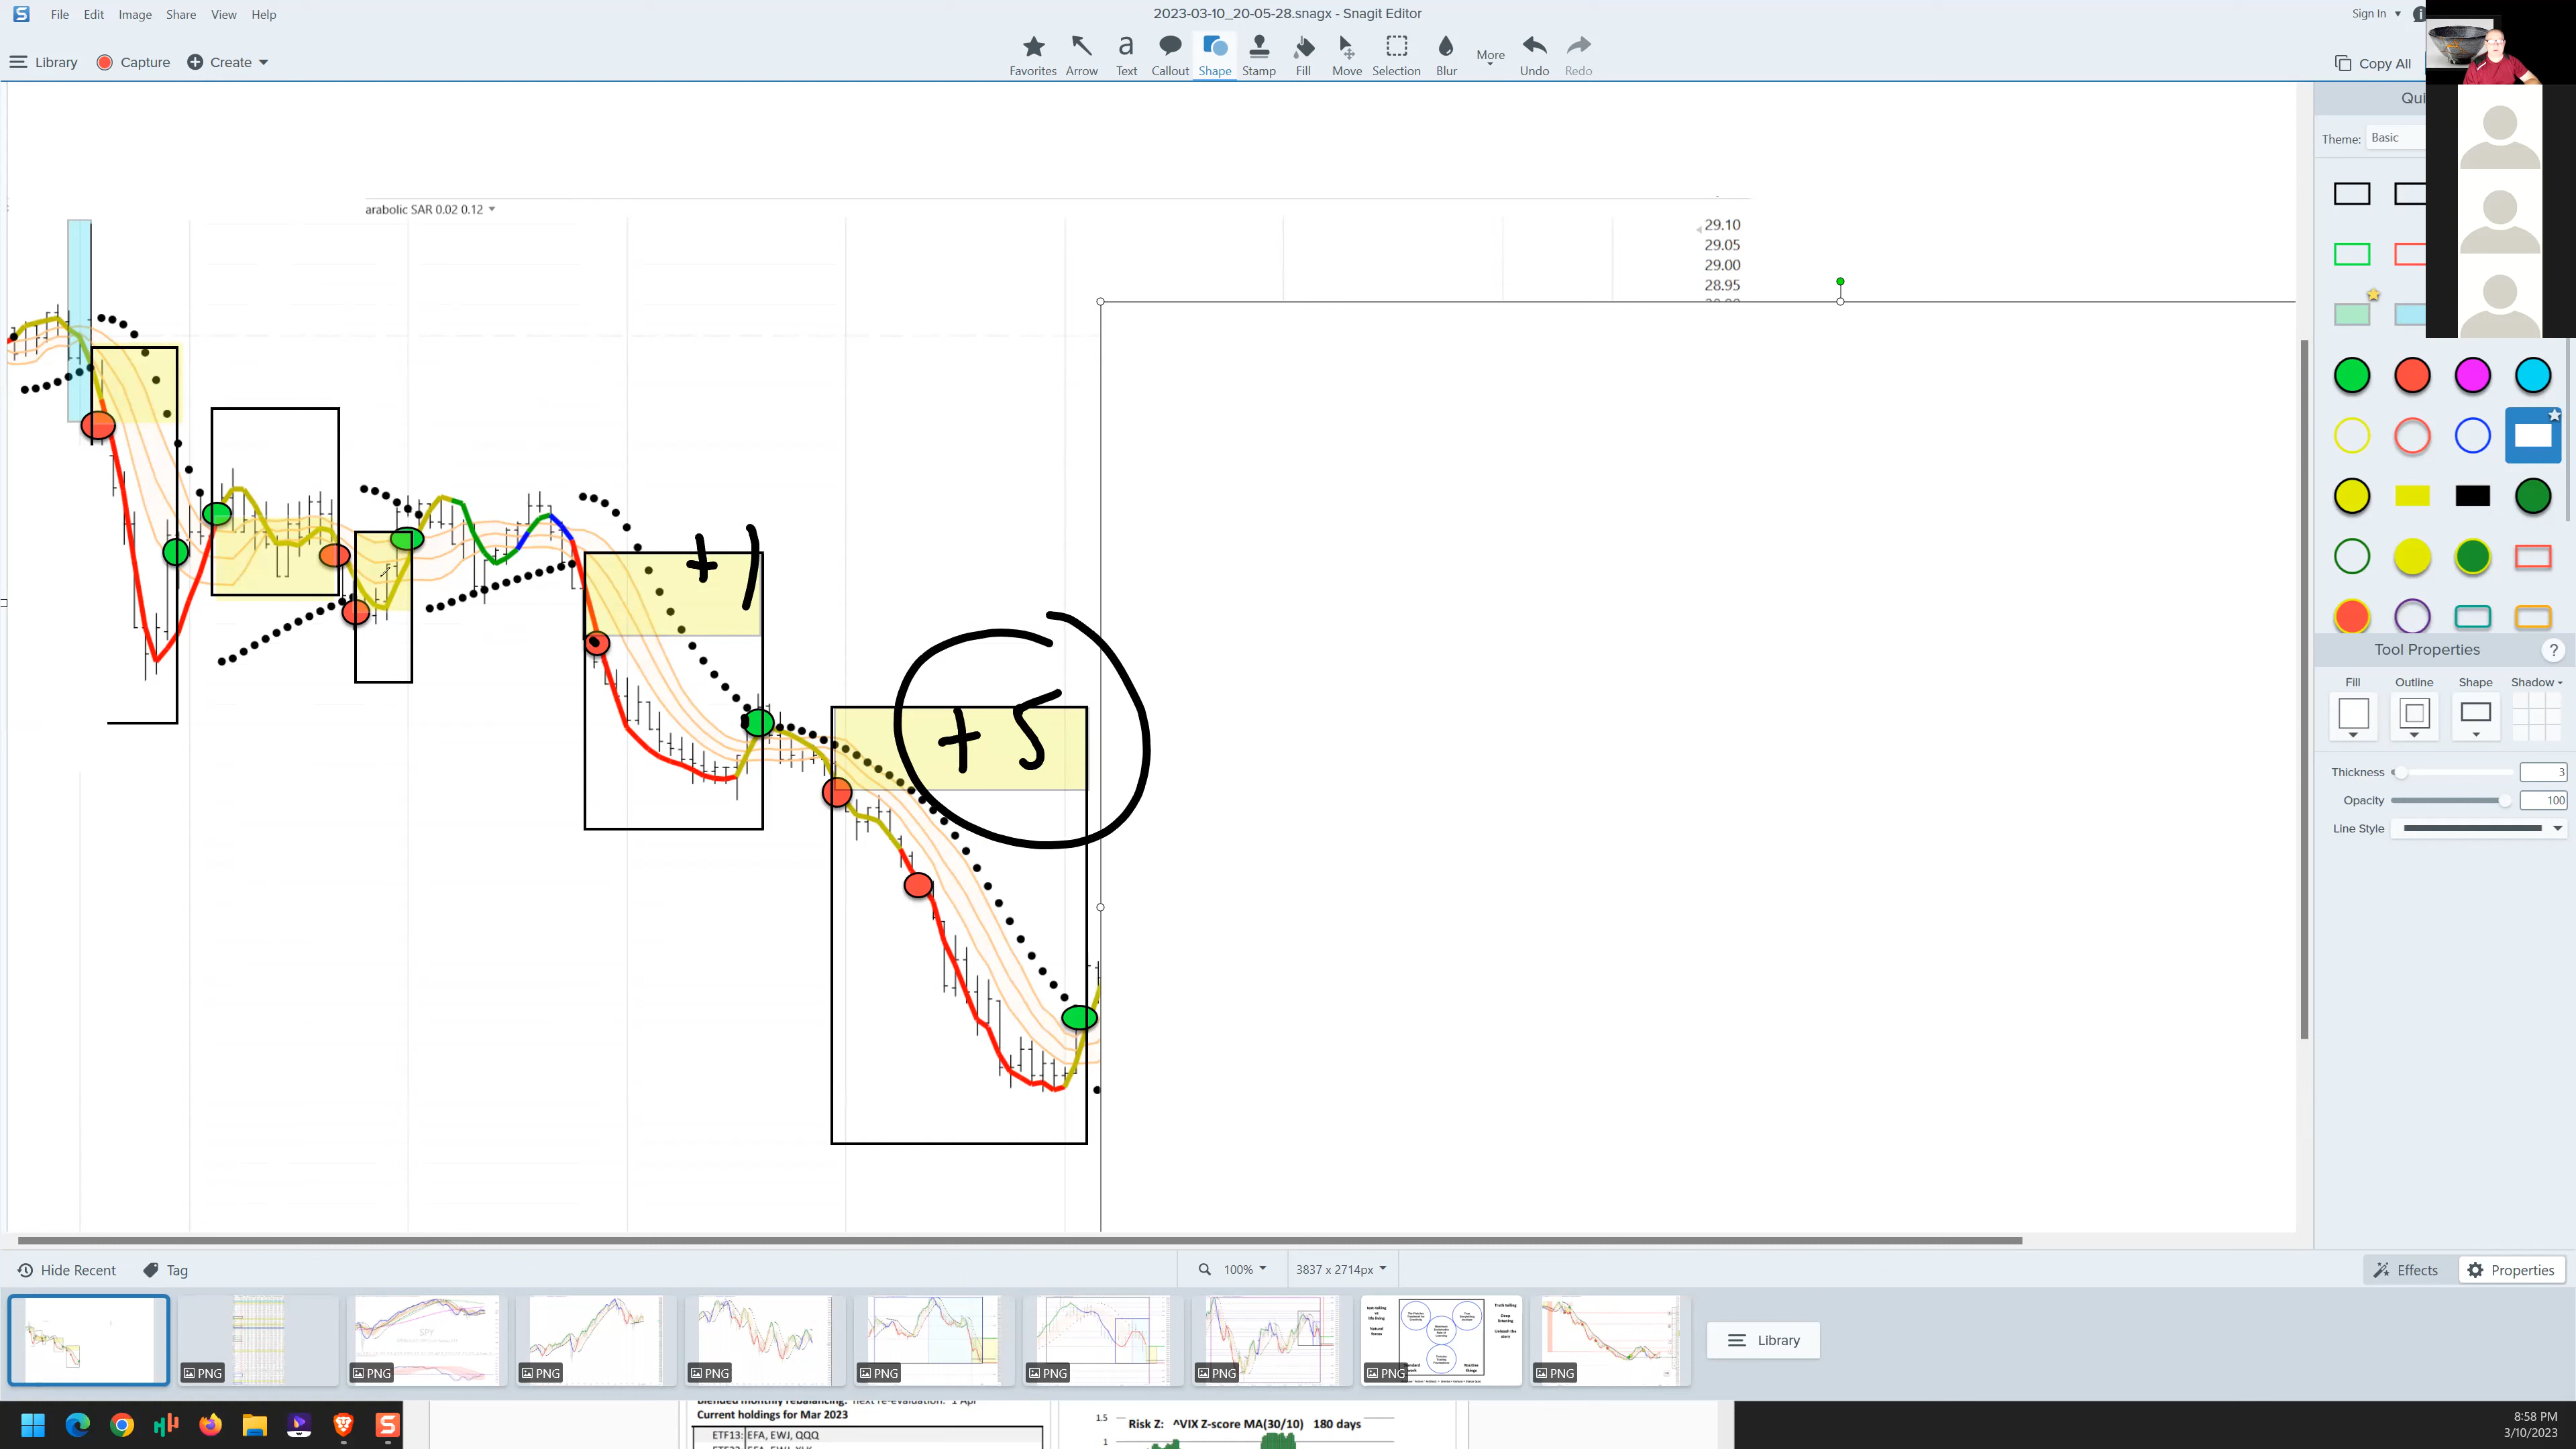 2023-03-10_20-05-28.snagx - Snagit Editor
File Edit Image Share View Help
Sign In
Library Capture Create
Favorites Arrow Text Callout Shape Stamp Fill Move Selection Blur More Undo Redo
Copy All
Qui
Theme: Basic
arabolic SAR 0.02 0.12
29.10
29.05
29.00
28.95
+)
+ 5
Tool Properties
?
Fill Outline Shape Shadow
Thickness 3
Opacity 100
Line Style
Hide Recent Tag
100% 3837 x 2714px
Effects Properties
PNG PNG PNG PNG PNG PNG PNG PNG PNG
SPY
Library
Current holdings for Mar 2023
ETF13: EFA, EWJ, QQQ
1.5
1
Risk Z: ^VIX Z-score MA(30/10) 180 days
8:58 PM
3/10/2023